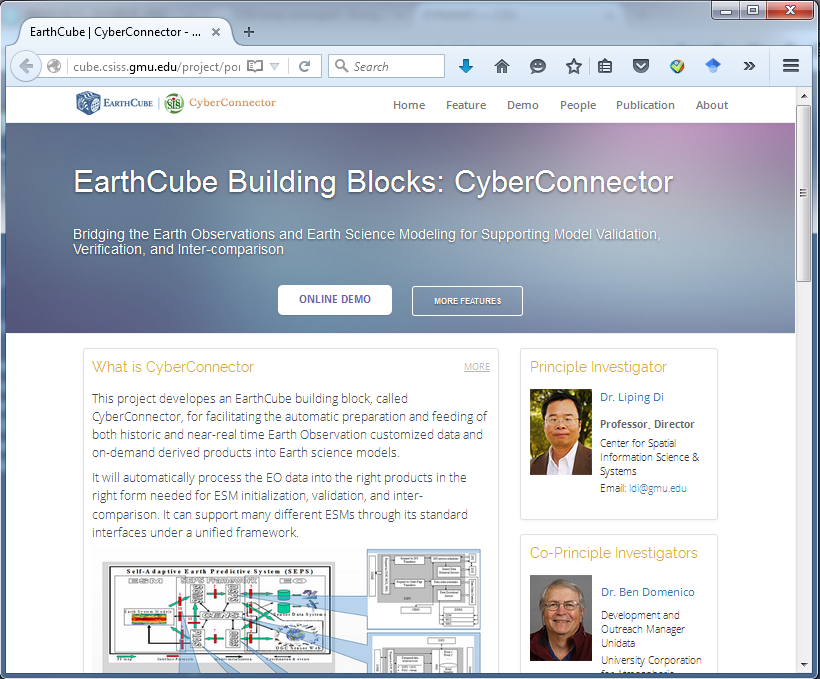 EarthCube | CyberConnector - ...
cube.csiss.gmu.edu/project/por
Search
EARTHCUBE | CyberConnector
Home Feature Demo People Publication About
EarthCube Building Blocks: CyberConnector
Bridging the Earth Observations and Earth Science Modeling for Supporting Model Validation,
Verification, and Inter-comparison
ONLINE DEMO MORE FEATURES
What is CyberConnector MORE
This project developes an EarthCube building block, called
CyberConnector, for facilitating the automatic preparation and feeding of
both historic and near-real time Earth Observation customized data and
on-demand derived products into Earth science models.
It will automatically process the EO data into the right products in the
right form needed for ESM initialization, validation, and inter-
comparison. It can support many different ESMs through its standard
interfaces under a unified framework.
Self-Adaptive Earth Predictive System (SEPS)
ESM SEPS Framework EO
Principle Investigator
Dr. Liping Di
Professor, Director
Center for Spatial
Information Science &
Systems
Email: ldi@gmu.edu
Co-Principle Investigators
Dr. Ben Domenico
Development and
Outreach Manager
Unidata
University Corporation
for Atmospheric